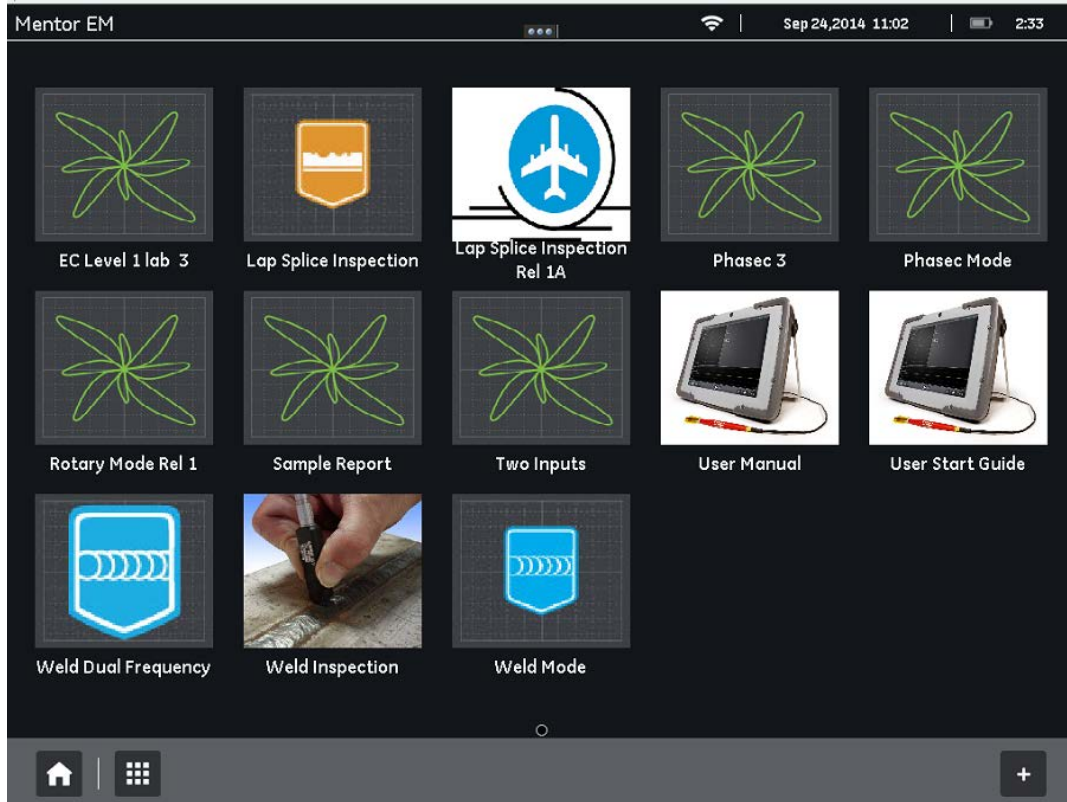 Mentor EM
Sep 24,2014 11:02
2:33
EC Level 1 lab 3
Lap Splice Inspection
Lap Splice Inspection
Rel 1A
Phasec 3
Phasec Mode
Rotary Mode Rel 1
Sample Report
Two Inputs
User Manual
User Start Guide
Weld Dual Frequency
Weld Inspection
Weld Mode